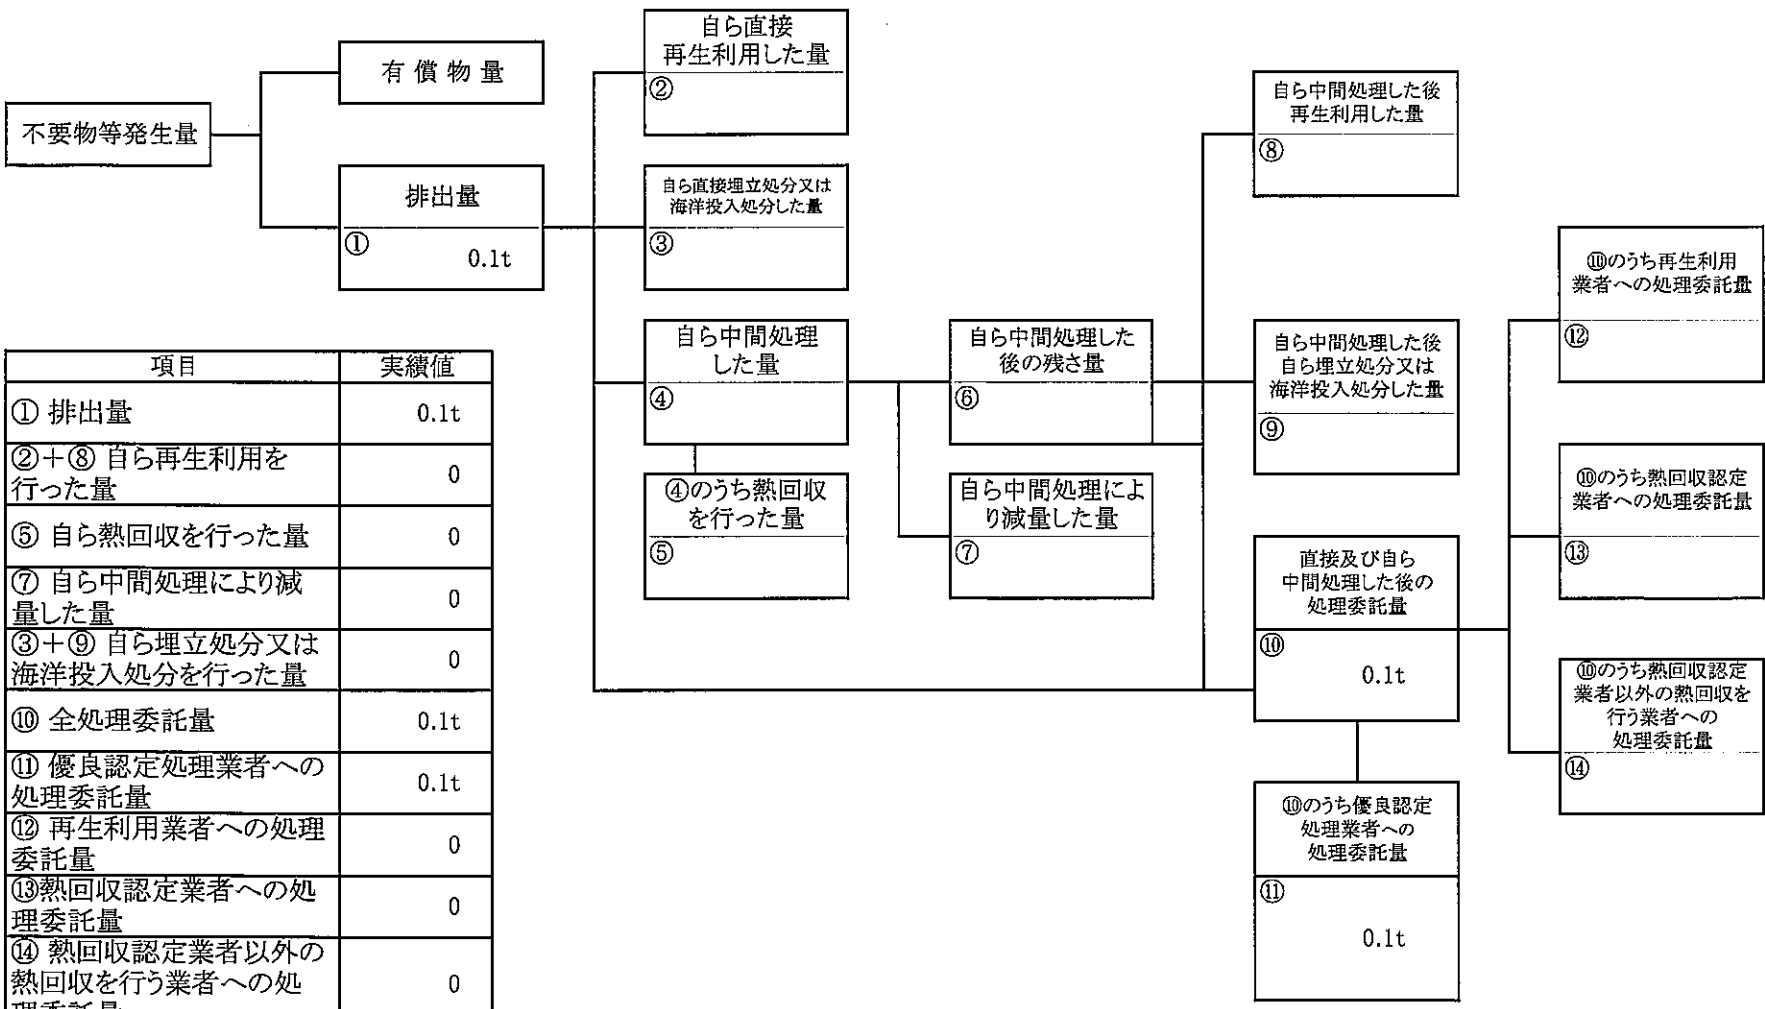 不要物等発生量
有償物量
排出量
①
0.1t
自ら直接
再生利用した量
②
自ら直接埋立処分又は
海洋投入処分した量
③
自ら中間処理
した量
④
④のうち熱回収
を行った量
⑤
自ら中間処理した
後の残さ量
⑥
自ら中間処理によ
り減量した量
⑦
自ら中間処理した後
再生利用した量
⑧
自ら中間処理した後
自ら埋立処分又は
海洋投入処分した量
⑨
直接及び自ら
中間処理した後の
処理委託量
⑩
0.1t
⑩のうち優良認定
処理業者への
処理委託量
⑪
0.1t
⑩のうち再生利用
業者への処理委託量
⑫
⑩のうち熱回収認定
業者への処理委託量
⑬
⑩のうち熱回収認定
業者以外の熱回収を
行う業者への
処理委託量
⑭
項目 実績値
① 排出量 0.1t
②+⑧ 自ら再生利用を
行った量 0
⑤ 自ら熱回収を行った量 0
⑦ 自ら中間処理により減
量した量 0
③+⑨ 自ら埋立処分又は
海洋投入処分を行った量 0
⑩ 全処理委託量 0.1t
⑪ 優良認定処理業者への
処理委託量 0.1t
⑫ 再生利用業者への処理
委託量 0
⑬熱回収認定業者への処
理委託量 0
⑭ 熱回収認定業者以外の
熱回収を行う業者への処 0
理委託量